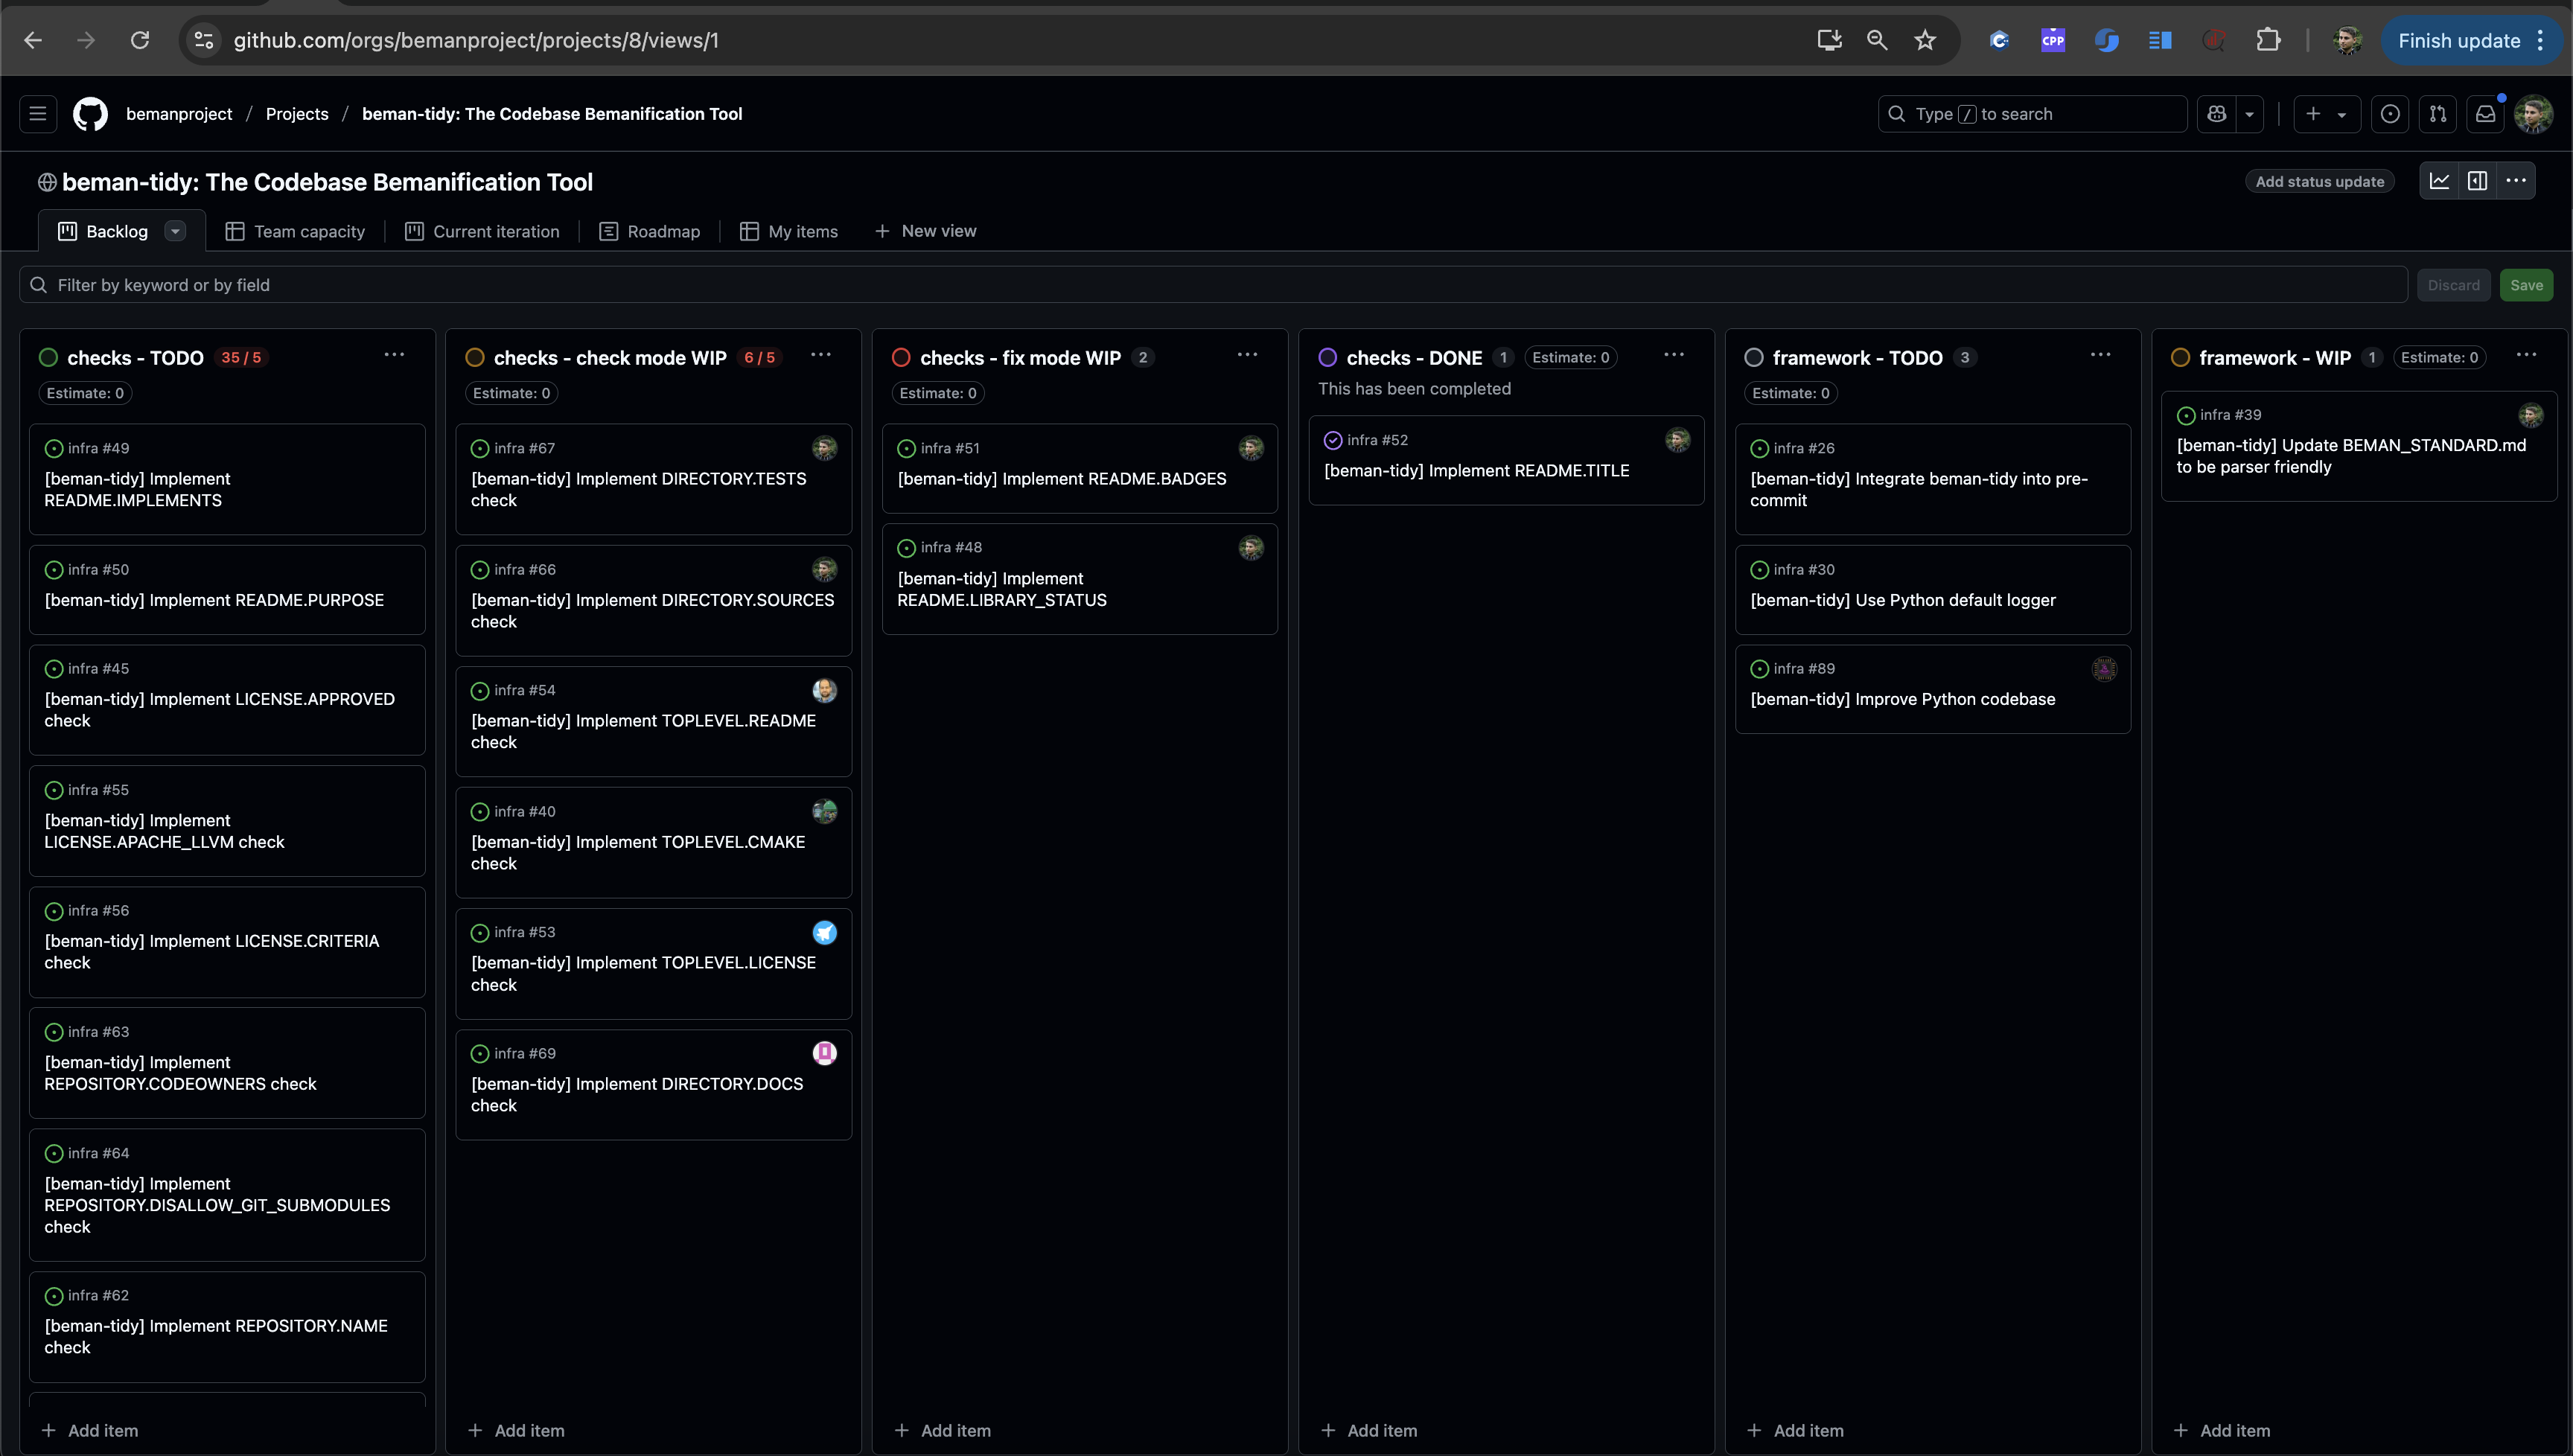 github.com/orgs/bemanproject/projects/8/views/1
CPP
Finish update
bemanproject / Projects / beman-tidy: The Codebase Bemanification Tool
Type / to search
beman-tidy: The Codebase Bemanification Tool
Add status update
Backlog
Team capacity
Current iteration
Roadmap
My items
New view
Filter by keyword or by field
Discard
Save
checks - TODO 35 / 5
Estimate: 0
infra #49
[beman-tidy] Implement
README.IMPLEMENTS
infra #50
[beman-tidy] Implement README.PURPOSE
infra #45
[beman-tidy] Implement LICENSE.APPROVED
check
infra #55
[beman-tidy] Implement
LICENSE.APACHE_LLVM check
infra #56
[beman-tidy] Implement LICENSE.CRITERIA
check
infra #63
[beman-tidy] Implement
REPOSITORY.CODEOWNERS check
infra #64
[beman-tidy] Implement
REPOSITORY.DISALLOW_GIT_SUBMODULES
check
infra #62
[beman-tidy] Implement REPOSITORY.NAME
check
Add item
checks - check mode WIP 6 / 5
Estimate: 0
infra #67
[beman-tidy] Implement DIRECTORY.TESTS
check
infra #66
[beman-tidy] Implement DIRECTORY.SOURCES
check
infra #54
[beman-tidy] Implement TOPLEVEL.README
check
infra #40
[beman-tidy] Implement TOPLEVEL.CMAKE
check
infra #53
[beman-tidy] Implement TOPLEVEL.LICENSE
check
infra #69
[beman-tidy] Implement DIRECTORY.DOCS
check
Add item
checks - fix mode WIP 2
Estimate: 0
infra #51
[beman-tidy] Implement README.BADGES
infra #48
[beman-tidy] Implement
README.LIBRARY_STATUS
Add item
checks - DONE 1 Estimate: 0
This has been completed
infra #52
[beman-tidy] Implement README.TITLE
Add item
framework - TODO 3
Estimate: 0
infra #26
[beman-tidy] Integrate beman-tidy into pre-
commit
infra #30
[beman-tidy] Use Python default logger
infra #89
[beman-tidy] Improve Python codebase
Add item
framework - WIP 1 Estimate: 0
infra #39
[beman-tidy] Update BEMAN_STANDARD.md
to be parser friendly
Add item